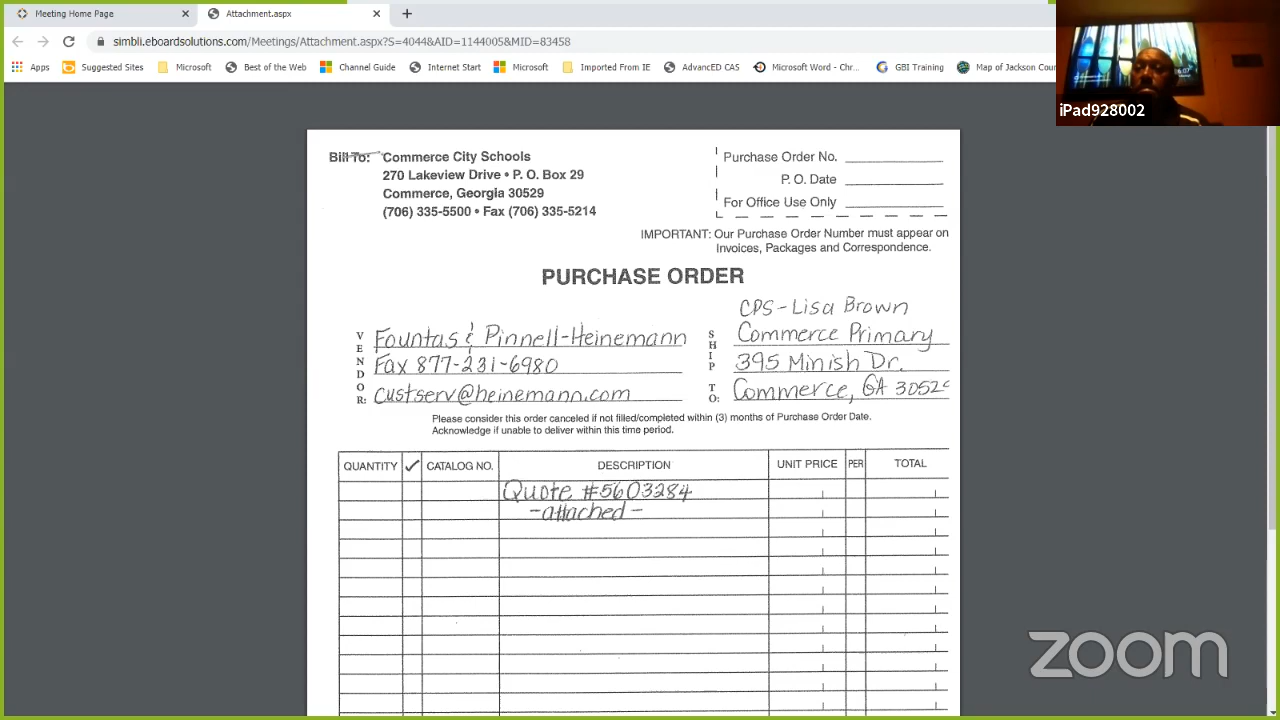 Meeting Home Page
Attachment.aspx
simbli.eboardsolutions.com/Meetings/Attachment.aspx?S=4044&AID=1144005&MID=83458
Apps Suggested Sites Microsoft Best of the Web Channel Guide Internet Start Microsoft Imported From IE AdvancED CAS Microsoft Word - Chr... GBI Training Map of Jackson Cou
iPad928002
Bill To: Commerce City Schools
270 Lakeview Drive • P. O. Box 29
Commerce, Georgia 30529
(706) 335-5500 • Fax (706) 335-5214
Purchase Order No.
P. O. Date
For Office Use Only
IMPORTANT: Our Purchase Order Number must appear on
Invoices, Packages and Correspondence.
PURCHASE ORDER
VENDOR:
Fountas & Pinnell-Heinemann
Fax 877-231-6980
custserv@heinemann.com
SHIP TO:
CPS-Lisa Brown
Commerce Primary
395 Minish Dr.
Commerce, GA 30529
Please consider this order canceled if not filled/completed within (3) months of Purchase Order Date.
Acknowledge if unable to deliver within this time period.
QUANTITY ✓ CATALOG NO. DESCRIPTION UNIT PRICE PER TOTAL
Quote #5603284
-attached-
zoom